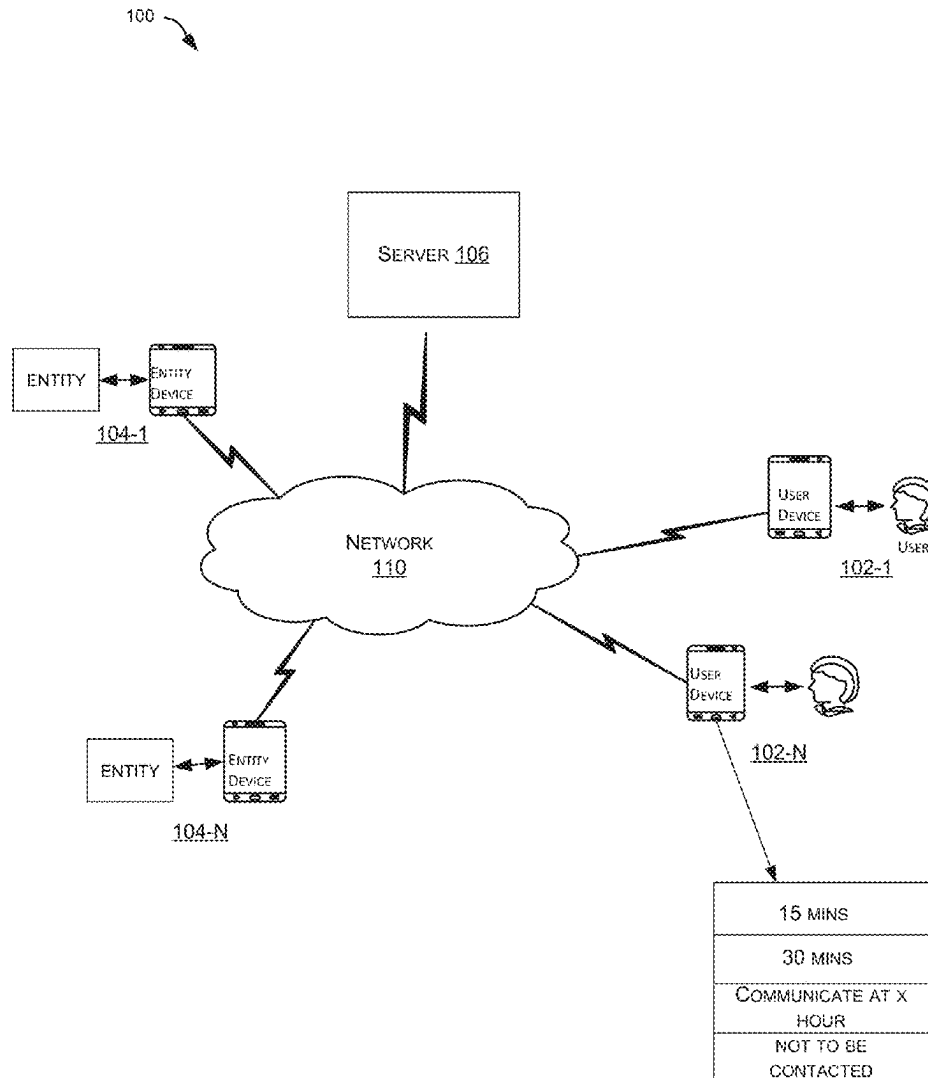 100
SERVER 106
ENTITY
ENTITY
DEVICE
104-1
USER
DEVICE
USER
102-1
NETWORK
110
USER
DEVICE
102-N
ENTITY
ENTITY
DEVICE
104-N
15 MINS
30 MINS
COMMUNICATE AT X
HOUR
NOT TO BE
CONTACTED